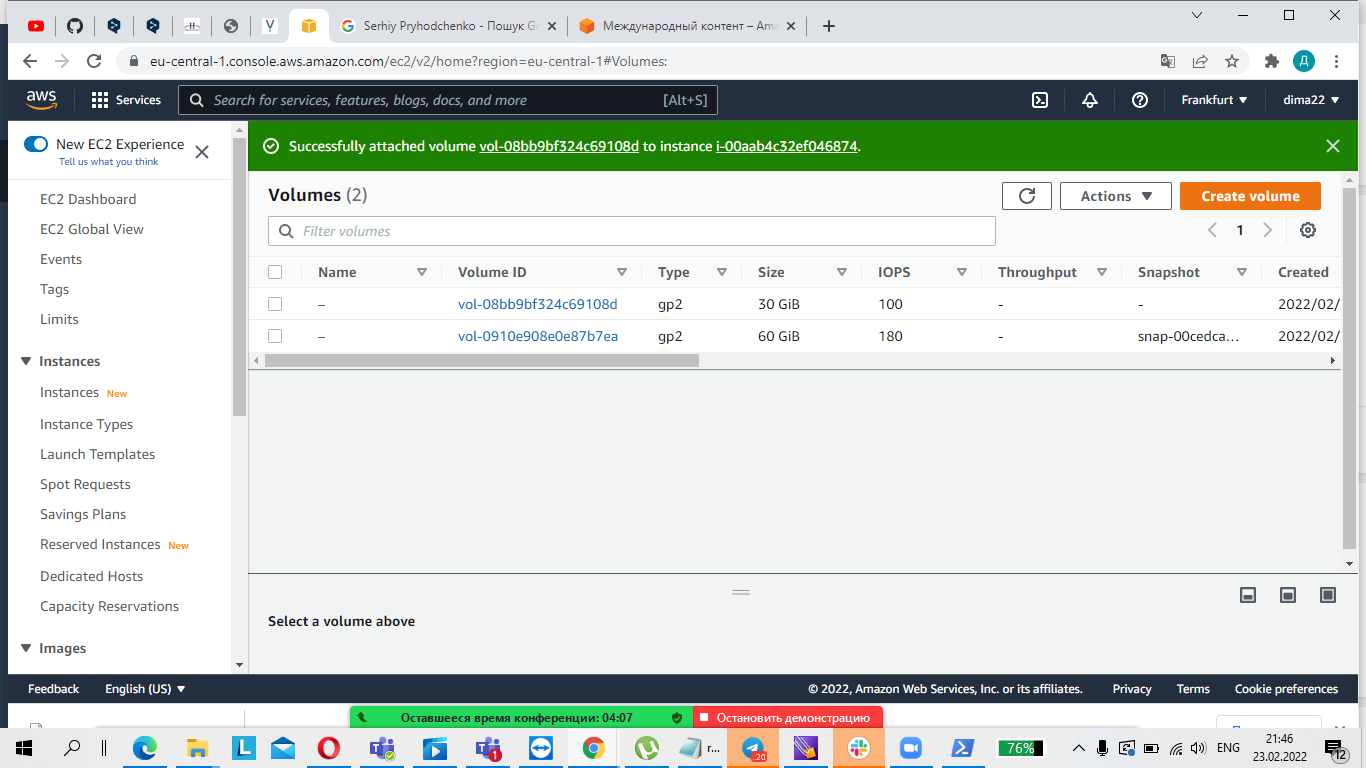 Serhiy Pryhodchenko - Пошук Go
Международный контент – Ama
eu-central-1.console.aws.amazon.com/ec2/v2/home?region=eu-central-1#Volumes:
Д
aws
Services
Search for services, features, blogs, docs, and more
[Alt+S]
Frankfurt
dima22
New EC2 Experience
Tell us what you think
Successfully attached volume vol-08bb9bf324c69108d to instance i-00aab4c32ef046874.
EC2 Dashboard
EC2 Global View
Events
Tags
Limits
Instances
Instances New
Instance Types
Launch Templates
Spot Requests
Savings Plans
Reserved Instances New
Dedicated Hosts
Capacity Reservations
Images
Volumes (2)
Actions
Create volume
Filter volumes
1
Name Volume ID Type Size IOPS Throughput Snapshot Created
– vol-08bb9bf324c69108d gp2 30 GiB 100 - - 2022/02/
– vol-0910e908e0e87b7ea gp2 60 GiB 180 - snap-00cedca... 2022/02/
Select a volume above
Feedback English (US)
© 2022, Amazon Web Services, Inc. or its affiliates. Privacy Terms Cookie preferences
Оставшееся время конференции: 04:07
Остановить демонстрацию
L
1
r...
20
76%
ENG
21:46
23.02.2022
12